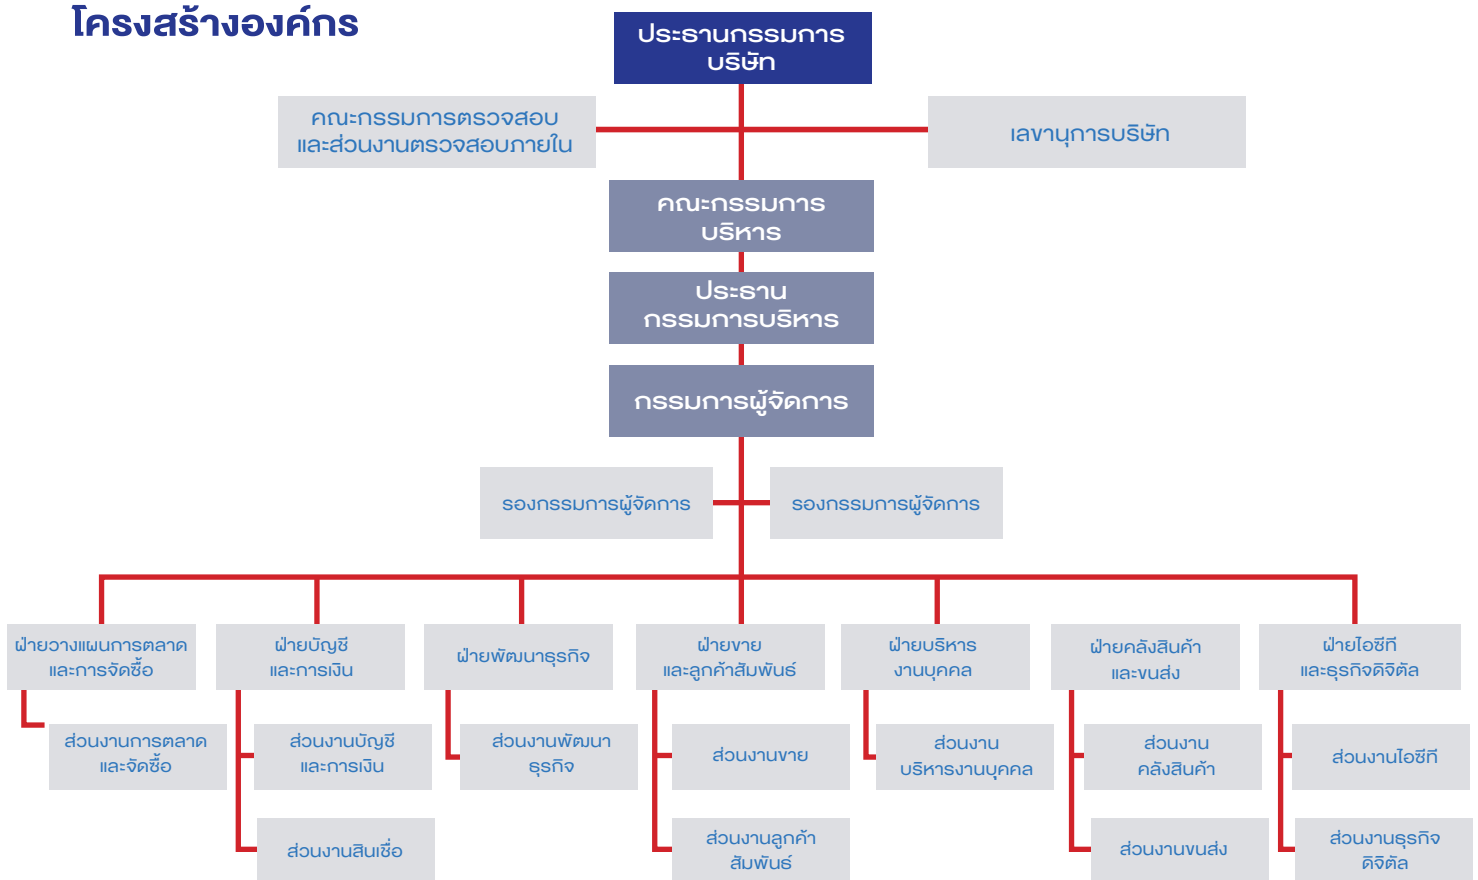 โครงสร้างองค์กร
ประธานกรรมการ
บริษัท
คณะกรรมการตรวจสอบ
และส่วนงานตรวจสอบภายใน
เลขานุการบริษัท
คณะกรรมการ
บริหาร
ประธาน
กรรมการบริหาร
กรรมการผู้จัดการ
รองกรรมการผู้จัดการ
รองกรรมการผู้จัดการ
ฝ่ายวางแผนการตลาด
และการจัดซื้อ
ฝ่ายบัญชี
และการเงิน
ฝ่ายพัฒนาธุรกิจ
ฝ่ายขาย
และลูกค้าสัมพันธ์
ฝ่ายบริหาร
งานบุคคล
ฝ่ายคลังสินค้า
และขนส่ง
ฝ่ายไอซีที
และธุรกิจดิจิตัล
ส่วนงานการตลาด
และจัดซื้อ
ส่วนงานบัญชี
และการเงิน
ส่วนงานพัฒนา
ธุรกิจ
ส่วนงานขาย
ส่วนงาน
บริหารงานบุคคล
ส่วนงาน
คลังสินค้า
ส่วนงานไอซีที
ส่วนงานสินเชื่อ
ส่วนงานลูกค้า
สัมพันธ์
ส่วนงานขนส่ง
ส่วนงานธุรกิจ
ดิจิตัล